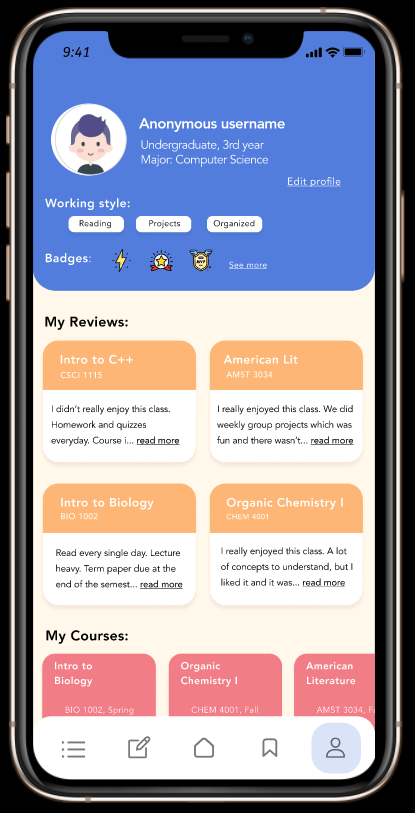 9:41
Anonymous username
Undergraduate, 3rd year
Major: Computer Science
Edit profile
Working style:
Reading Projects Organized
Badges:
MVP
See more
My Reviews:
Intro to C++
CSCI 1115
I didn't really enjoy this class.
Homework and quizzes
everyday. Course i... read more
American Lit
AMST 3034
I really enjoyed this class. We did
weekly group projects which was
fun and there wasn't... read more
Intro to Biology
BIO 1002
Read every single day. Lecture
heavy. Term paper due at the
end of the semest... read more
Organic Chemistry I
CHEM 4001
I really enjoyed this class. A lot
of concepts to understand, but I
liked it and it was... read more
My Courses:
Intro to
Biology
BIO 1002, Spring
Organic
Chemistry I
CHEM 4001, Fall
American
Literature
AMST 3034, F